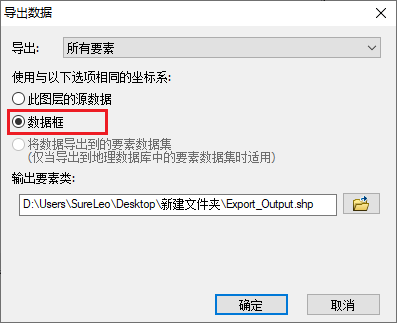 导出数据
导出: 所有要素
使用与以下选项相同的坐标系:
此图层的源数据
数据框
将数据导出到的要素数据集
(仅当导出到地理数据库中的要素数据集时适用)
输出要素类:
D:\Users\SureLeo\Desktop\新建文件夹\Export_Output.shp
确定 取消